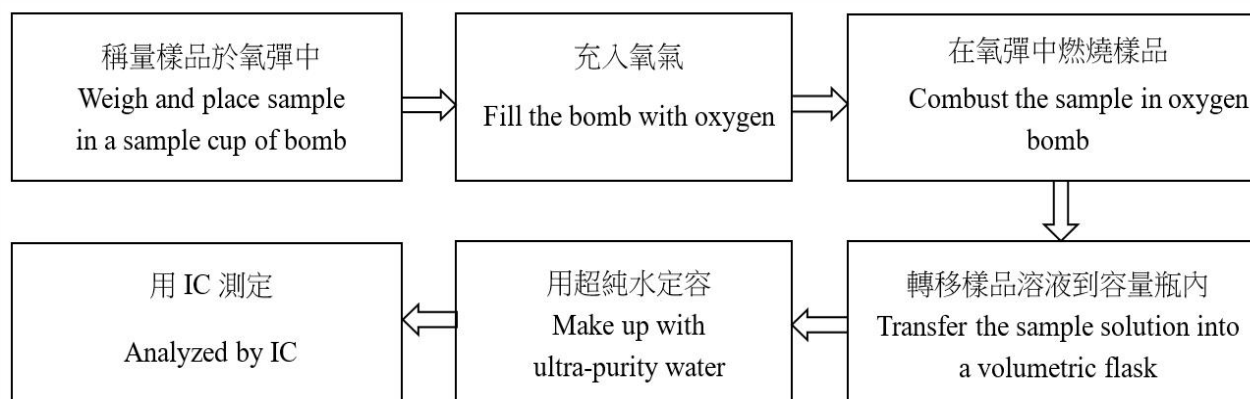 稱量樣品於氧彈中
Weigh and place sample
in a sample cup of bomb
充入氧氣
Fill the bomb with oxygen
在氧彈中燃燒樣品
Combust the sample in oxygen
bomb
轉移樣品溶液到容量瓶內
Transfer the sample solution into
a volumetric flask
用超純水定容
Make up with
ultra-purity water
用 IC 測定
Analyzed by IC